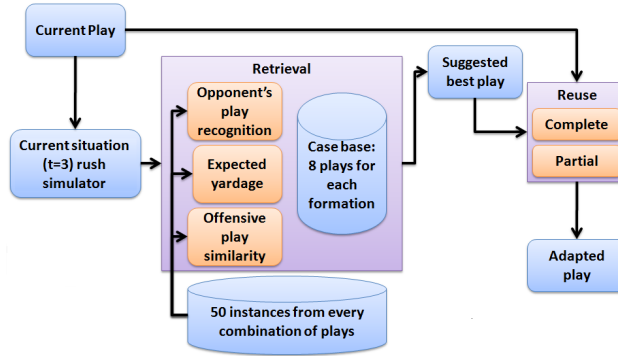 Current Play
Current situation
(t=3) rush
simulator
Retrieval
Opponent's
play
recognition
Expected
yardage
Offensive
play
similarity
Case base:
8 plays for
each
formation
50 instances from every
combination of plays
Suggested
best play
Reuse
Complete
Partial
Adapted
play